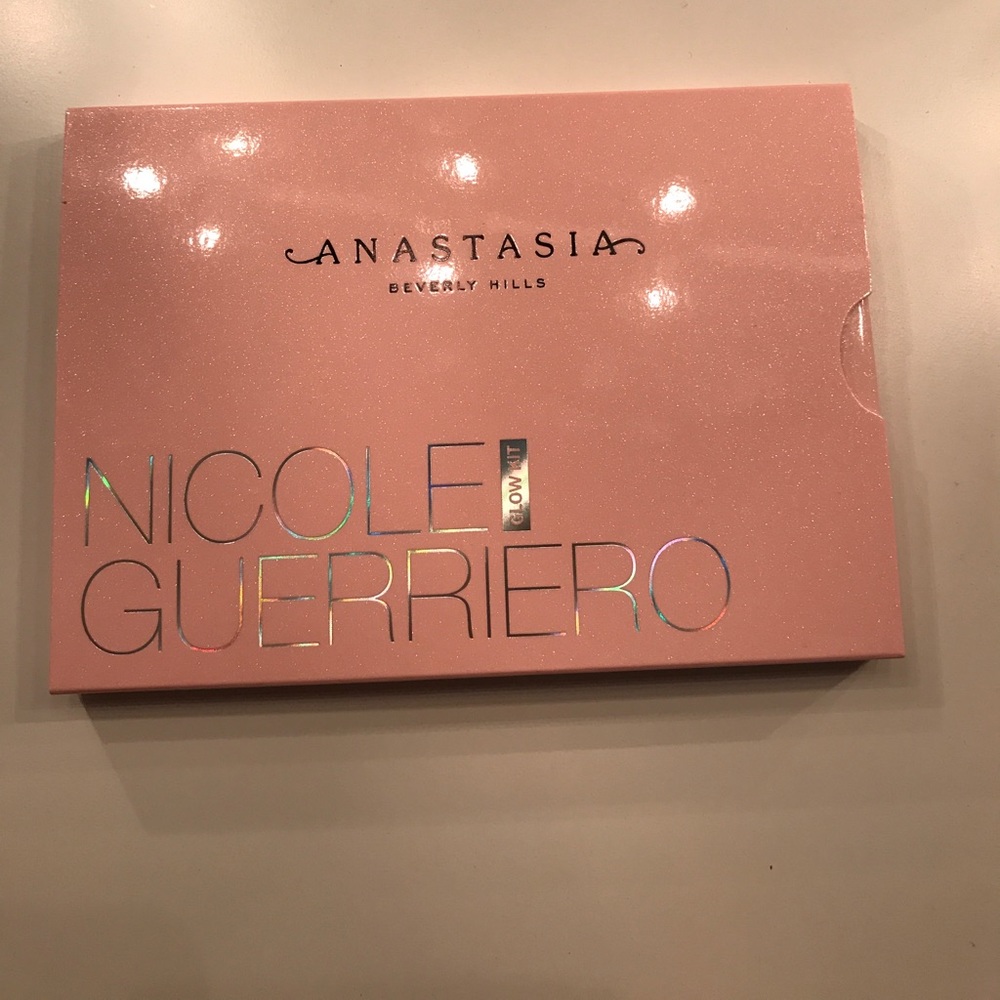 ANASTASIA
BEVERLY HILLS
NICOLE
GLOW KIT
GUERRIERO